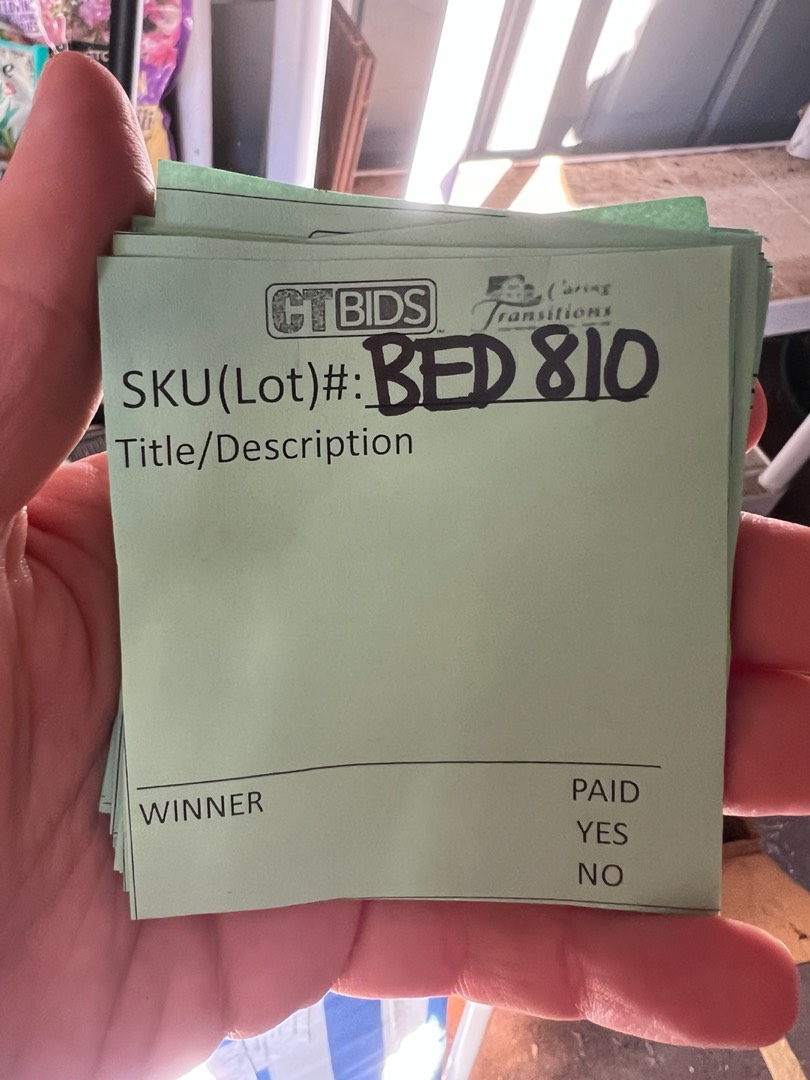 CTBIDS
Caring
Transitions
SKU(Lot)#: BED 810
Title/Description
WINNER
PAID
YES
NO